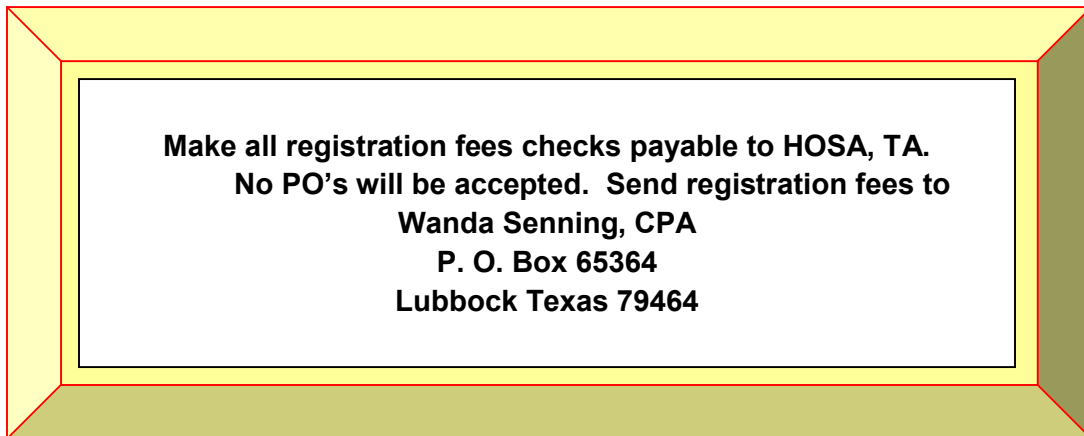 Make all registration fees checks payable to HOSA, TA.
No PO's will be accepted.  Send registration fees to
Wanda Senning, CPA
P. O. Box 65364
Lubbock Texas 79464